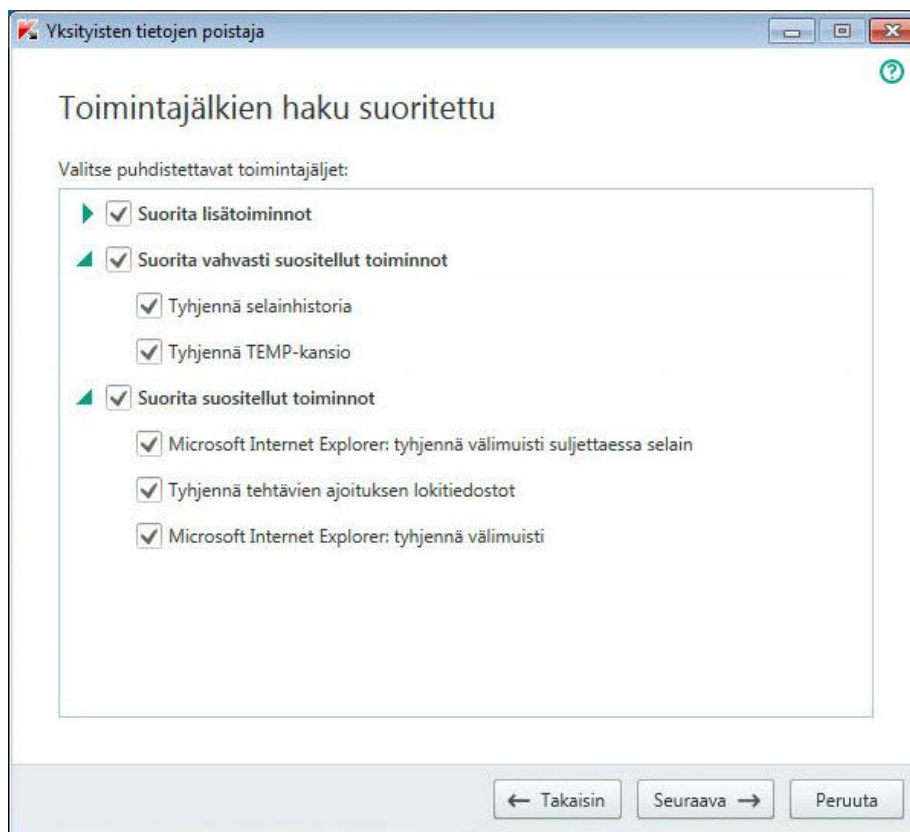 Yksityisten tietojen poistaja
Toimintajälkien haku suoritettu
Valitse puhdistettavat toimintajäljet:
Suorita lisätoiminnot
Suorita vahvasti suositellut toiminnot
Tyhjennä selainhistoria
Tyhjennä TEMP-kansio
Suorita suositellut toiminnot
Microsoft Internet Explorer: tyhjennä välimuisti suljettaessa selain
Tyhjennä tehtävien ajoituksen lokitiedostot
Microsoft Internet Explorer: tyhjennä välimuisti
← Takaisin Seuraava → Peruuta